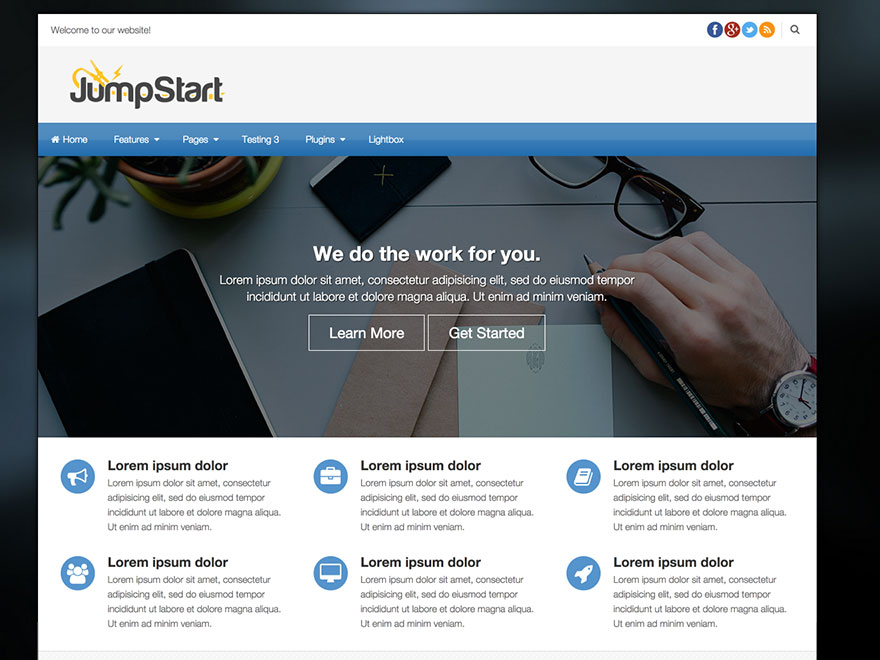 Welcome to our website!
JumpStart
Home Features Pages Testing 3 Plugins Lightbox
We do the work for you.
Lorem ipsum dolor sit amet, consectetur adipisicing elit, sed do eiusmod tempor
incididunt ut labore et dolore magna aliqua. Ut enim ad minim veniam.
Learn More Get Started
Lorem ipsum dolor
Lorem ipsum dolor sit amet, consectetur
adipisicing elit, sed do eiusmod tempor
incididunt ut labore et dolore magna aliqua.
Ut enim ad minim veniam.
Lorem ipsum dolor
Lorem ipsum dolor sit amet, consectetur
adipisicing elit, sed do eiusmod tempor
incididunt ut labore et dolore magna aliqua.
Ut enim ad minim veniam.
Lorem ipsum dolor
Lorem ipsum dolor sit amet, consectetur
adipisicing elit, sed do eiusmod tempor
incididunt ut labore et dolore magna aliqua.
Ut enim ad minim veniam.
Lorem ipsum dolor
Lorem ipsum dolor sit amet, consectetur
adipisicing elit, sed do eiusmod tempor
incididunt ut labore et dolore magna aliqua.
Ut enim ad minim veniam.
Lorem ipsum dolor
Lorem ipsum dolor sit amet, consectetur
adipisicing elit, sed do eiusmod tempor
incididunt ut labore et dolore magna aliqua.
Ut enim ad minim veniam.
Lorem ipsum dolor
Lorem ipsum dolor sit amet, consectetur
adipisicing elit, sed do eiusmod tempor
incididunt ut labore et dolore magna aliqua.
Ut enim ad minim veniam.